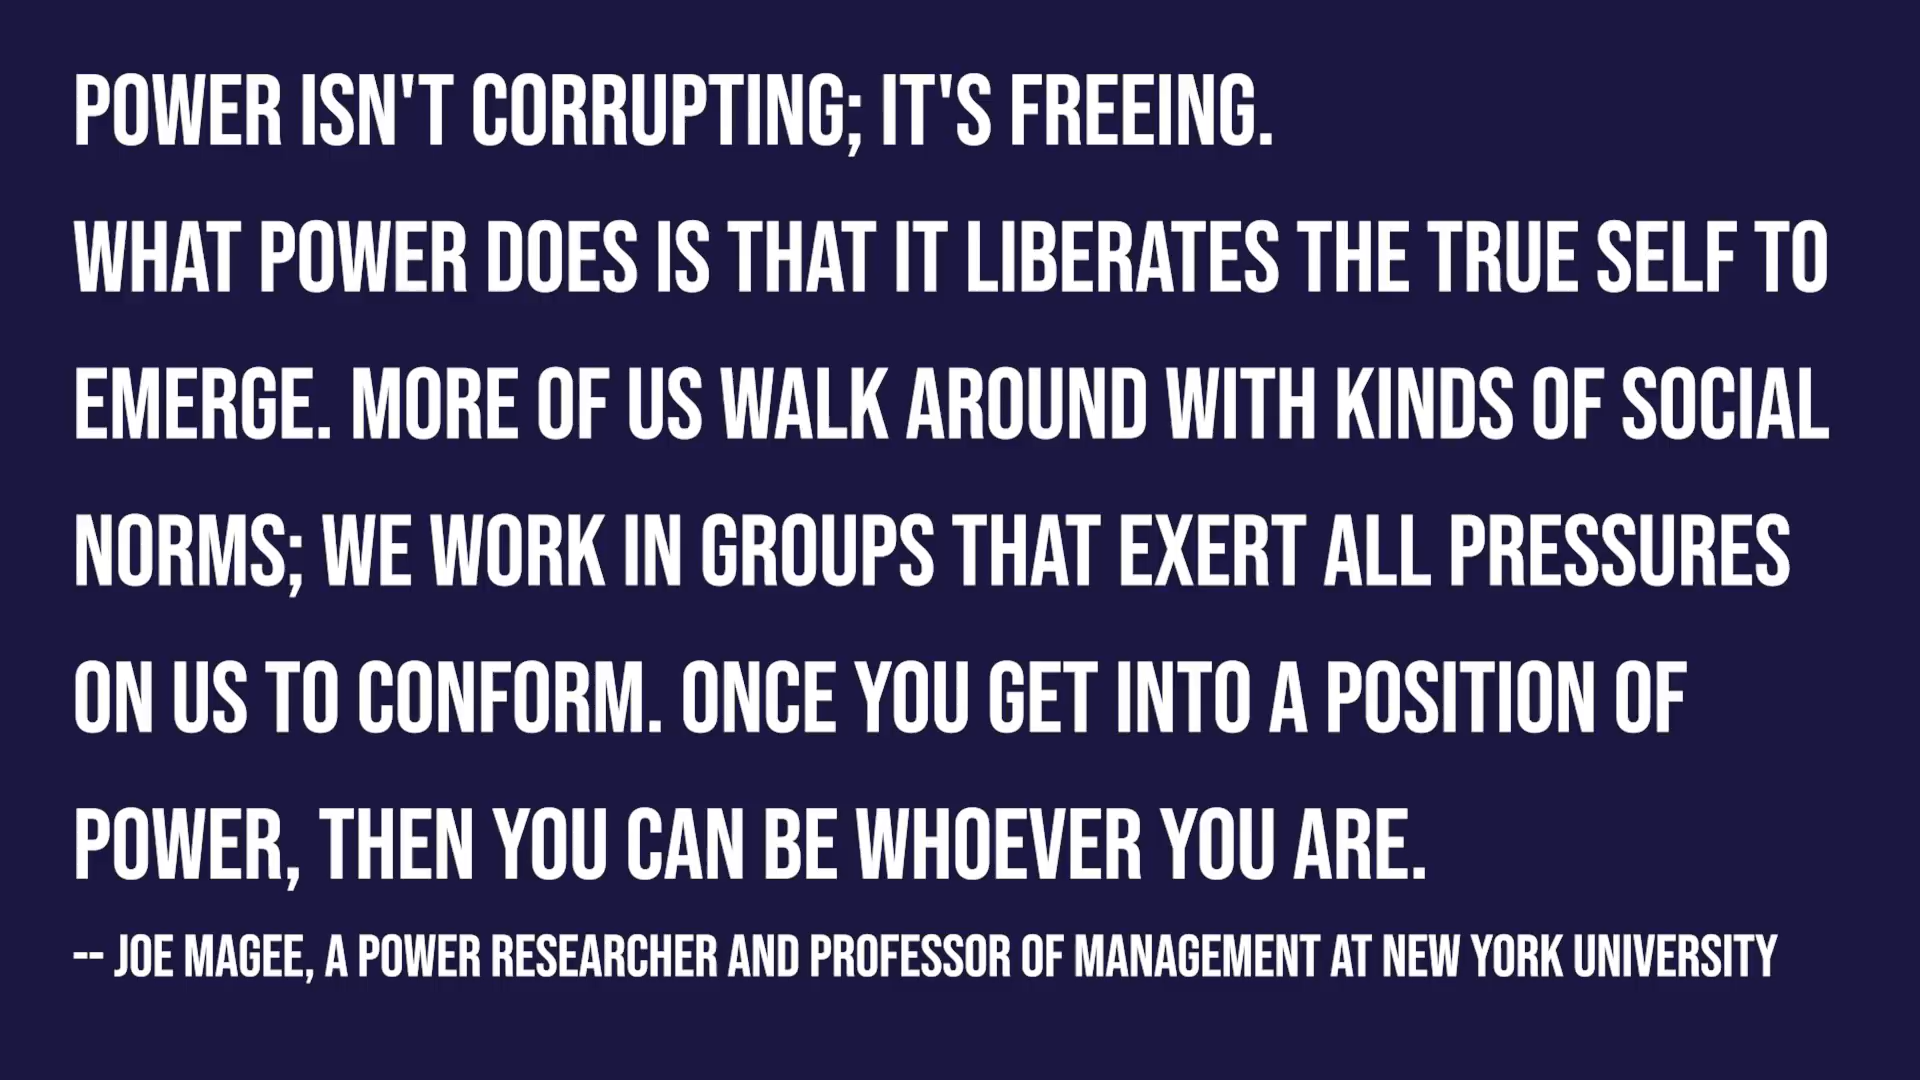 POWER ISN'T CORRUPTING; IT'S FREEING.
WHAT POWER DOES IS THAT IT LIBERATES THE TRUE SELF TO
EMERGE. MORE OF US WALK AROUND WITH KINDS OF SOCIAL
NORMS; WE WORK IN GROUPS THAT EXERT ALL PRESSURES
ON US TO CONFORM. ONCE YOU GET INTO A POSITION OF
POWER, THEN YOU CAN BE WHOEVER YOU ARE.
-- JOE MAGEE, A POWER RESEARCHER AND PROFESSOR OF MANAGEMENT AT NEW YORK UNIVERSITY